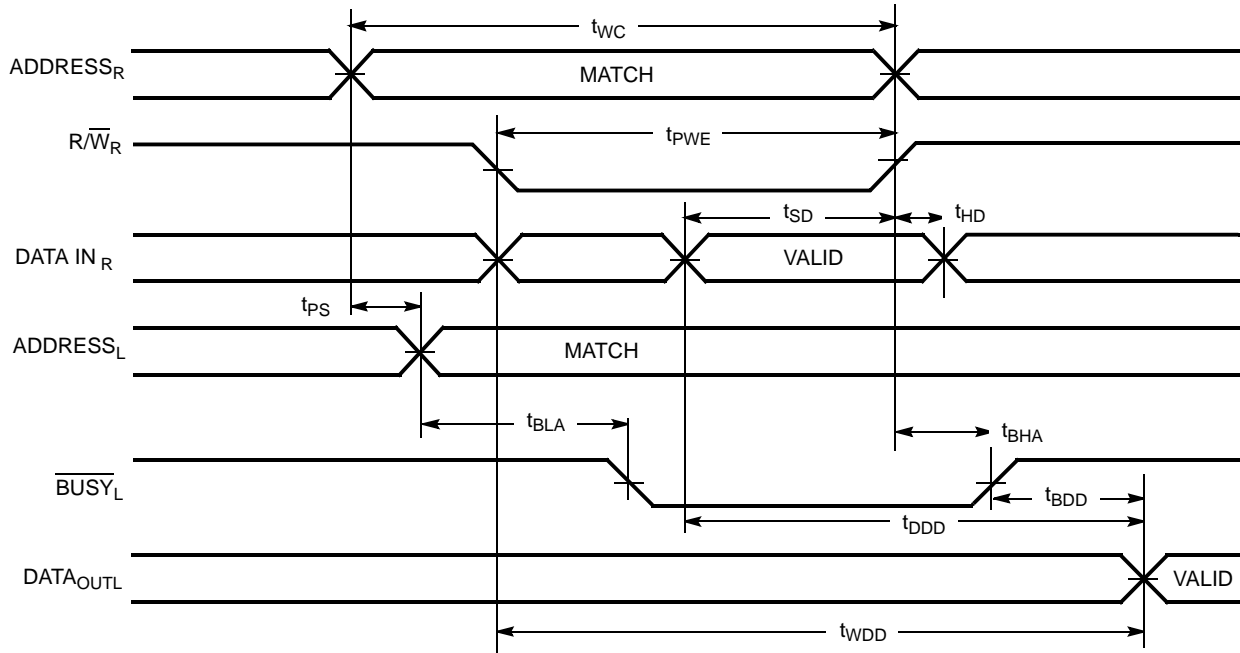 tWC
ADDRESSR
MATCH
R/W̅R
tPWE
tSD
tHD
DATA IN R
VALID
tPS
ADDRESSL
MATCH
tBLA
tBHA
BUSYL
tBDD
tDDD
DATAOUTL
VALID
tWDD